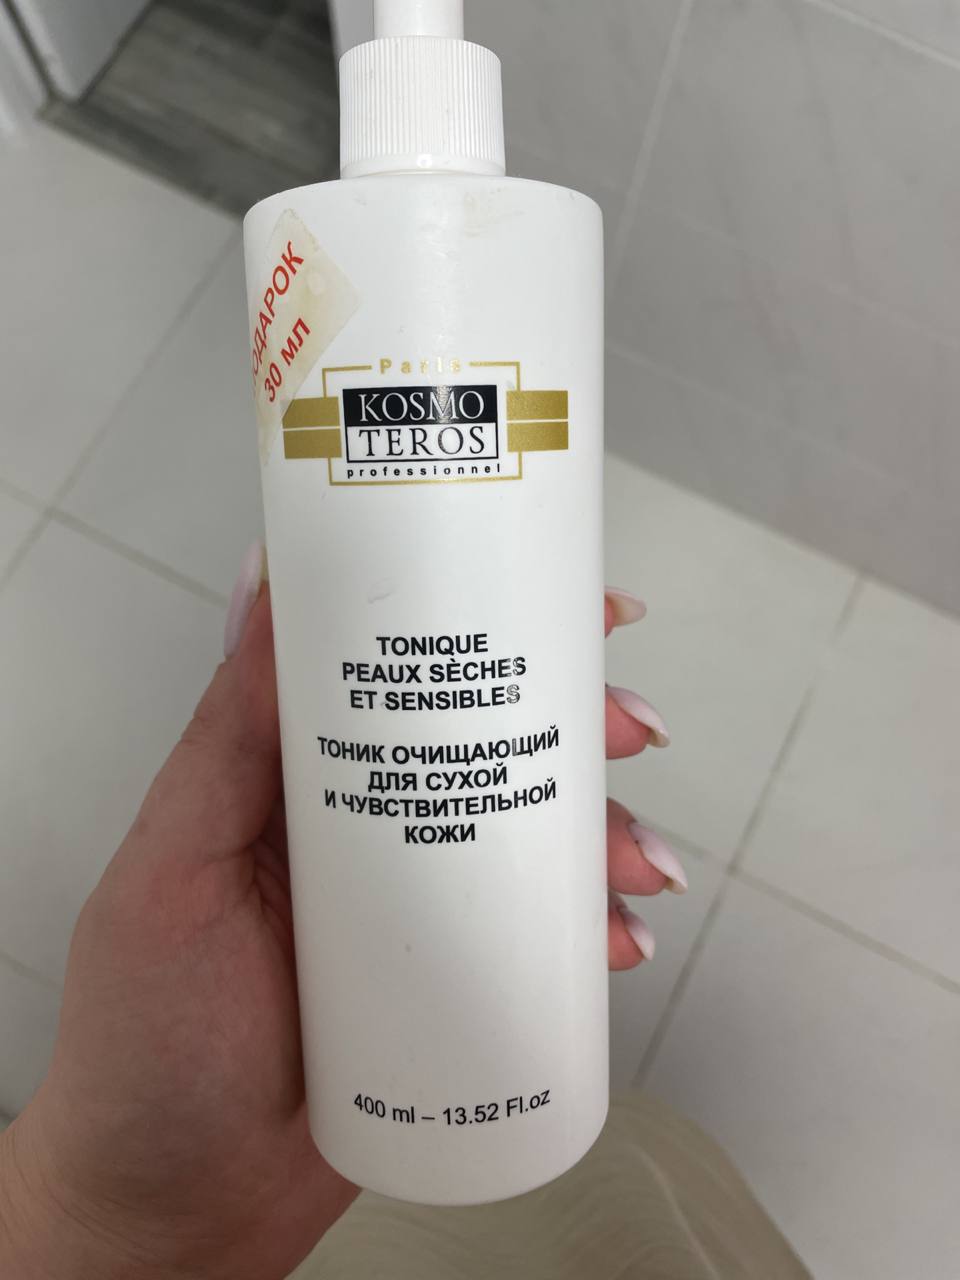 30 МЛ
Paris
KOSMO
TEROS
professionnel
TONIQUE
PEAUX SÈCHES
ET SENSIBLES
ТОНИК ОЧИЩАЮЩИЙ
ДЛЯ СУХОЙ
И ЧУВСТВИТЕЛЬНОЙ
КОЖИ
400 ml – 13.52 Fl.oz